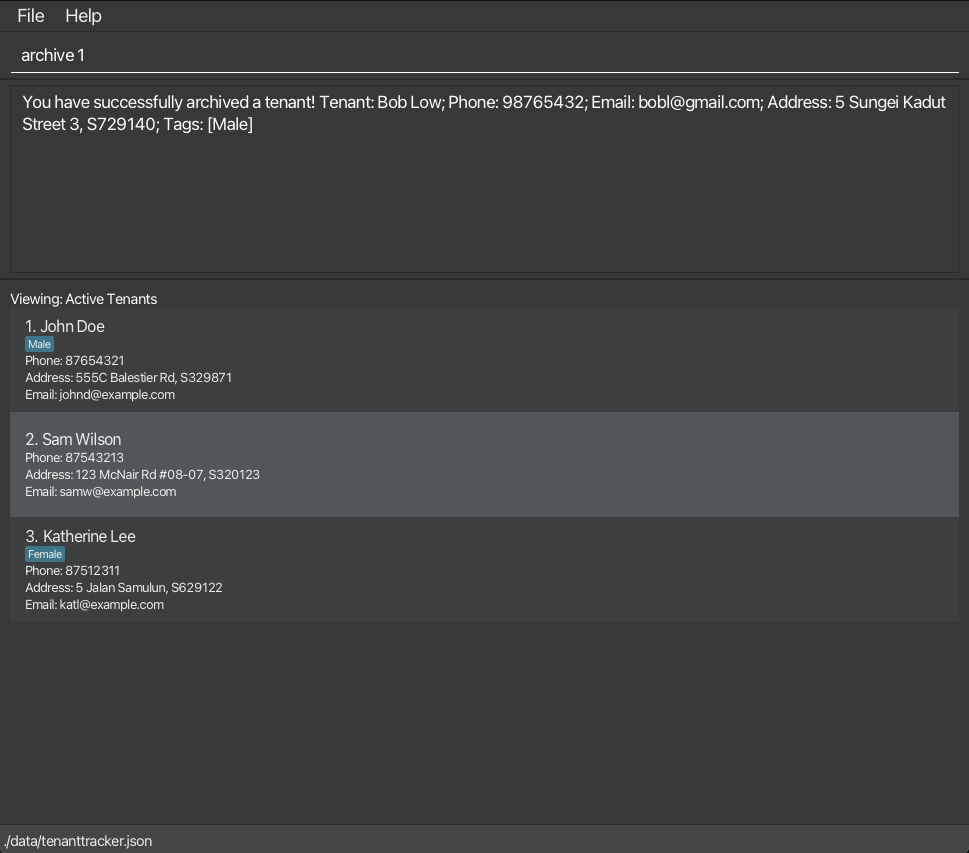 File Help
archive 1
You have successfully archived a tenant! Tenant: Bob Low; Phone: 98765432; Email: bobl@gmail.com; Address: 5 Sungei Kadut
Street 3, S729140; Tags: [Male]
Viewing: Active Tenants
1. John Doe
Male
Phone: 87654321
Address: 555C Balestier Rd, S329871
Email: johnd@example.com
2. Sam Wilson
Phone: 87543213
Address: 123 McNair Rd #08-07, S320123
Email: samw@example.com
3. Katherine Lee
Female
Phone: 87512311
Address: 5 Jalan Samulun, S629122
Email: katl@example.com
./data/tenanttracker.json